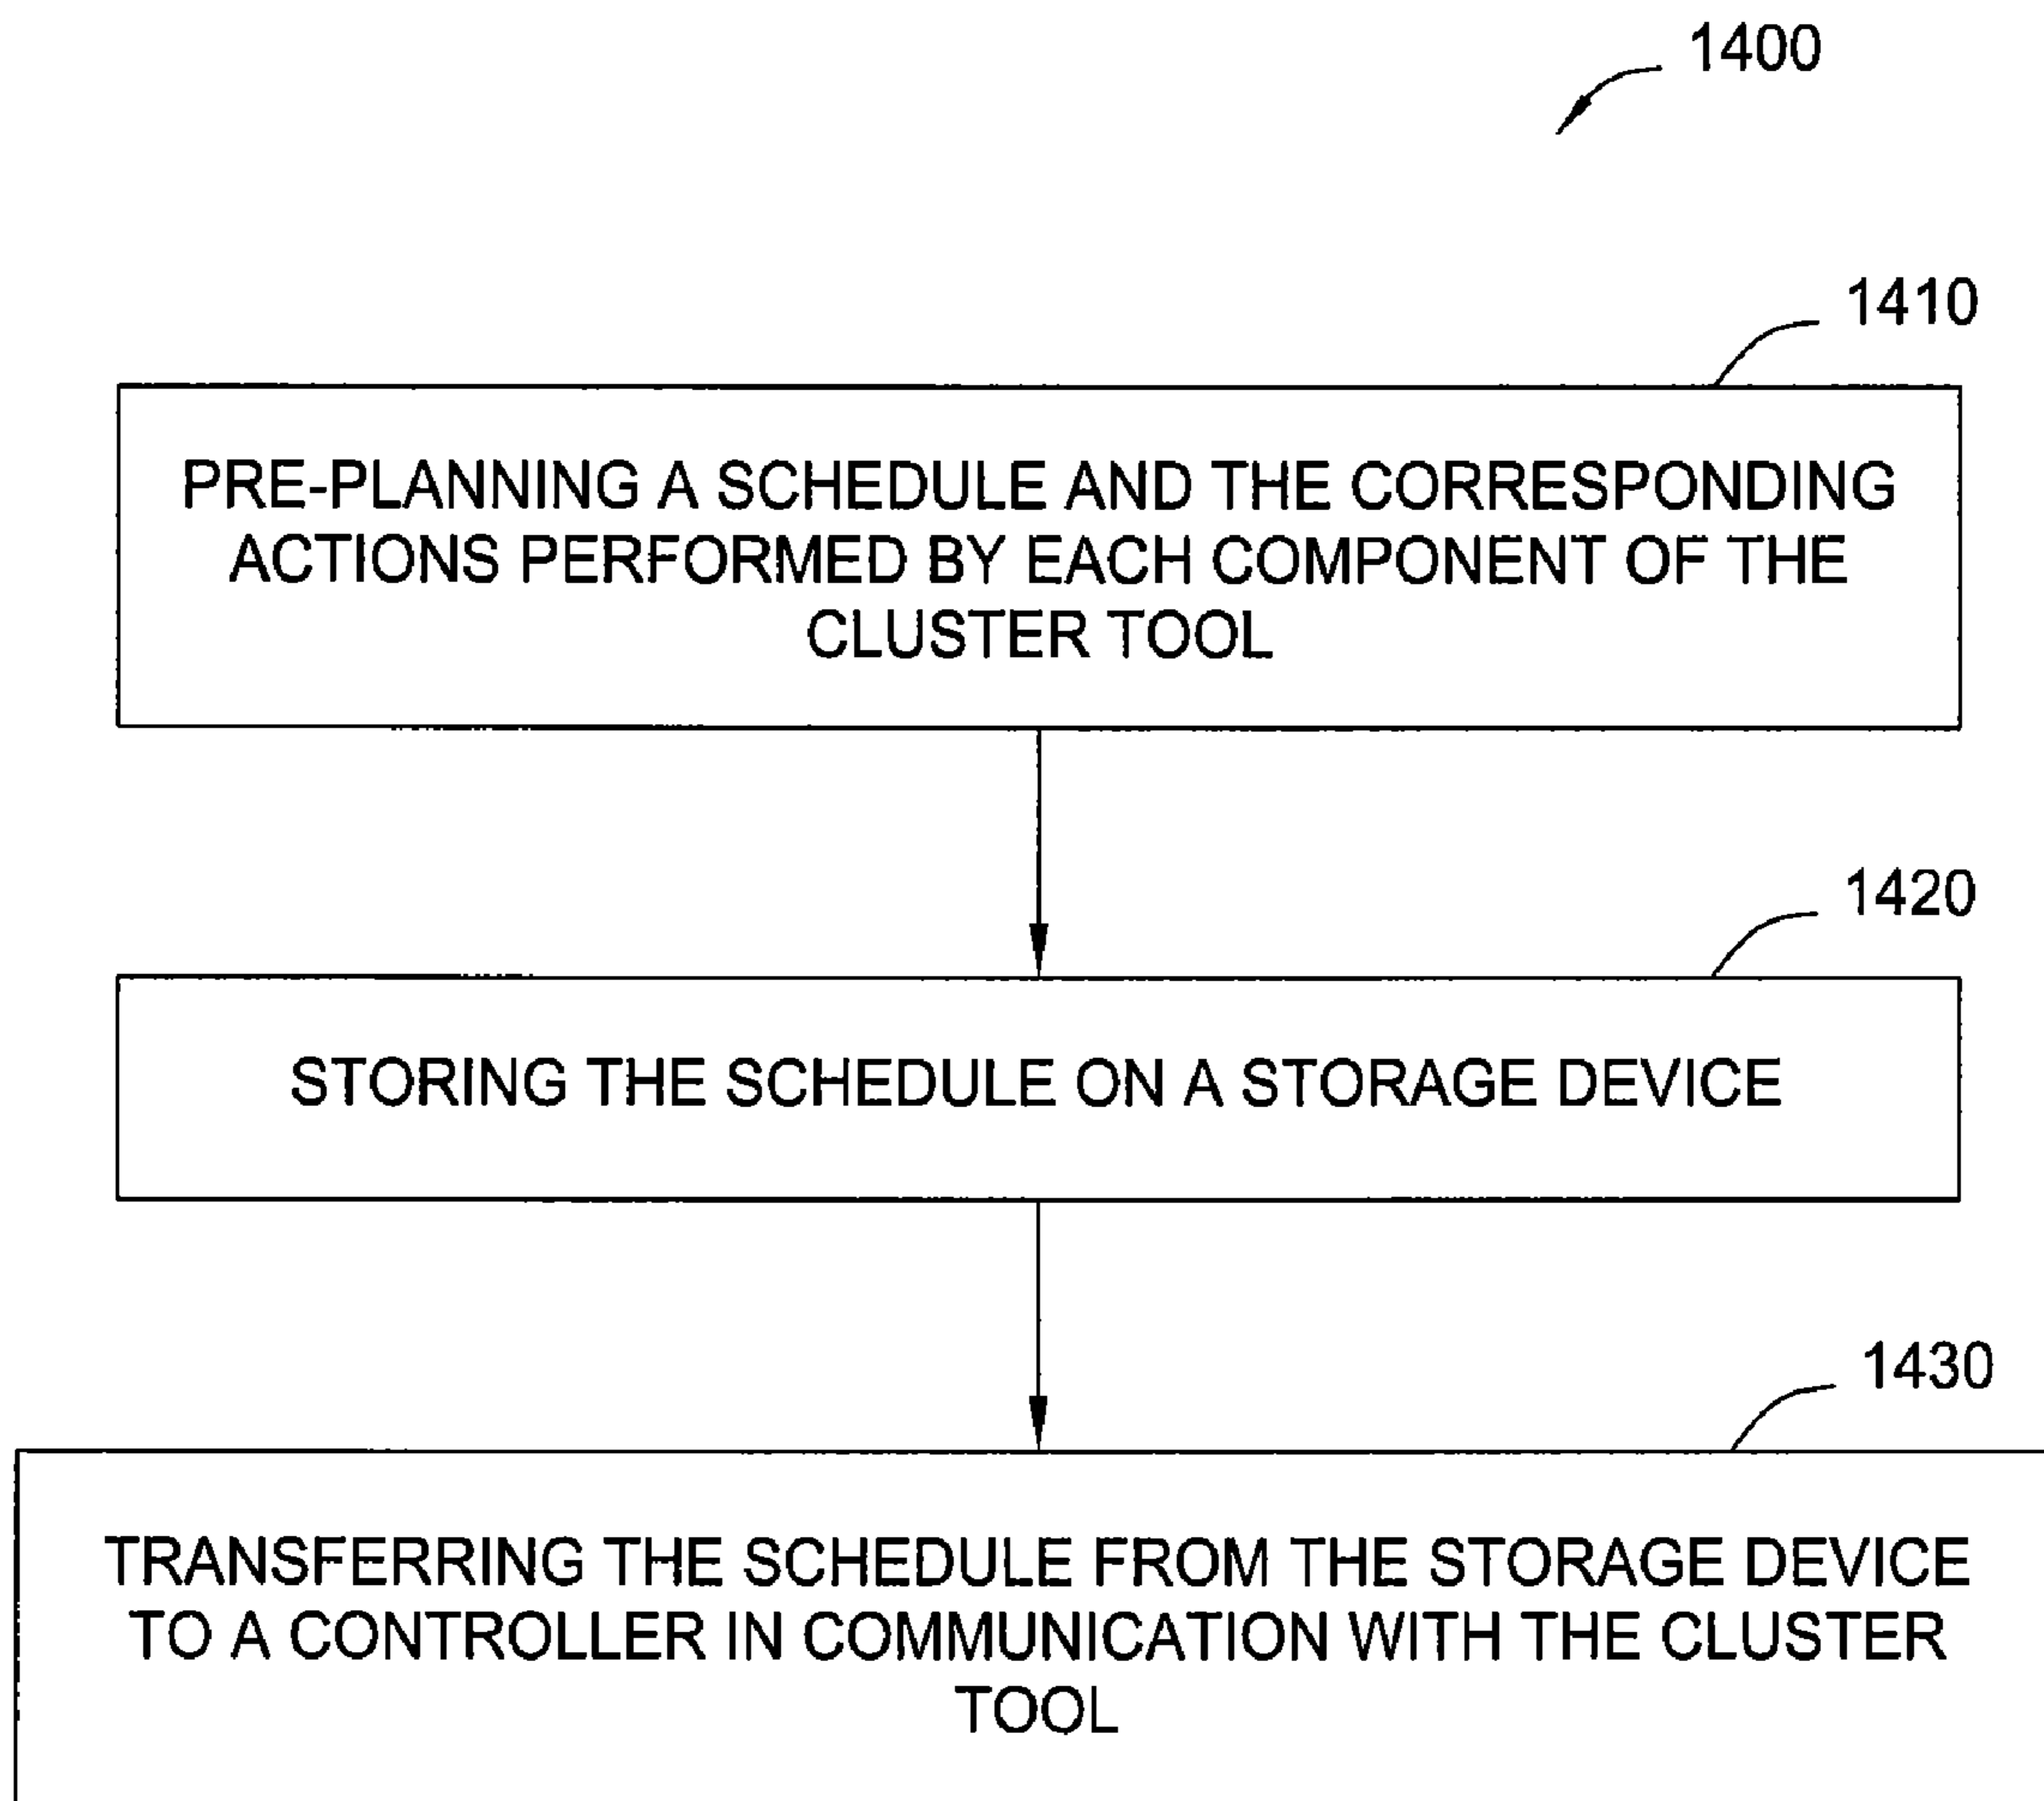 1400
1410
PRE-PLANNING A SCHEDULE AND THE CORRESPONDING
ACTIONS PERFORMED BY EACH COMPONENT OF THE
CLUSTER TOOL
1420
STORING THE SCHEDULE ON A STORAGE DEVICE
1430
TRANSFERRING THE SCHEDULE FROM THE STORAGE DEVICE
TO A CONTROLLER IN COMMUNICATION WITH THE CLUSTER
TOOL